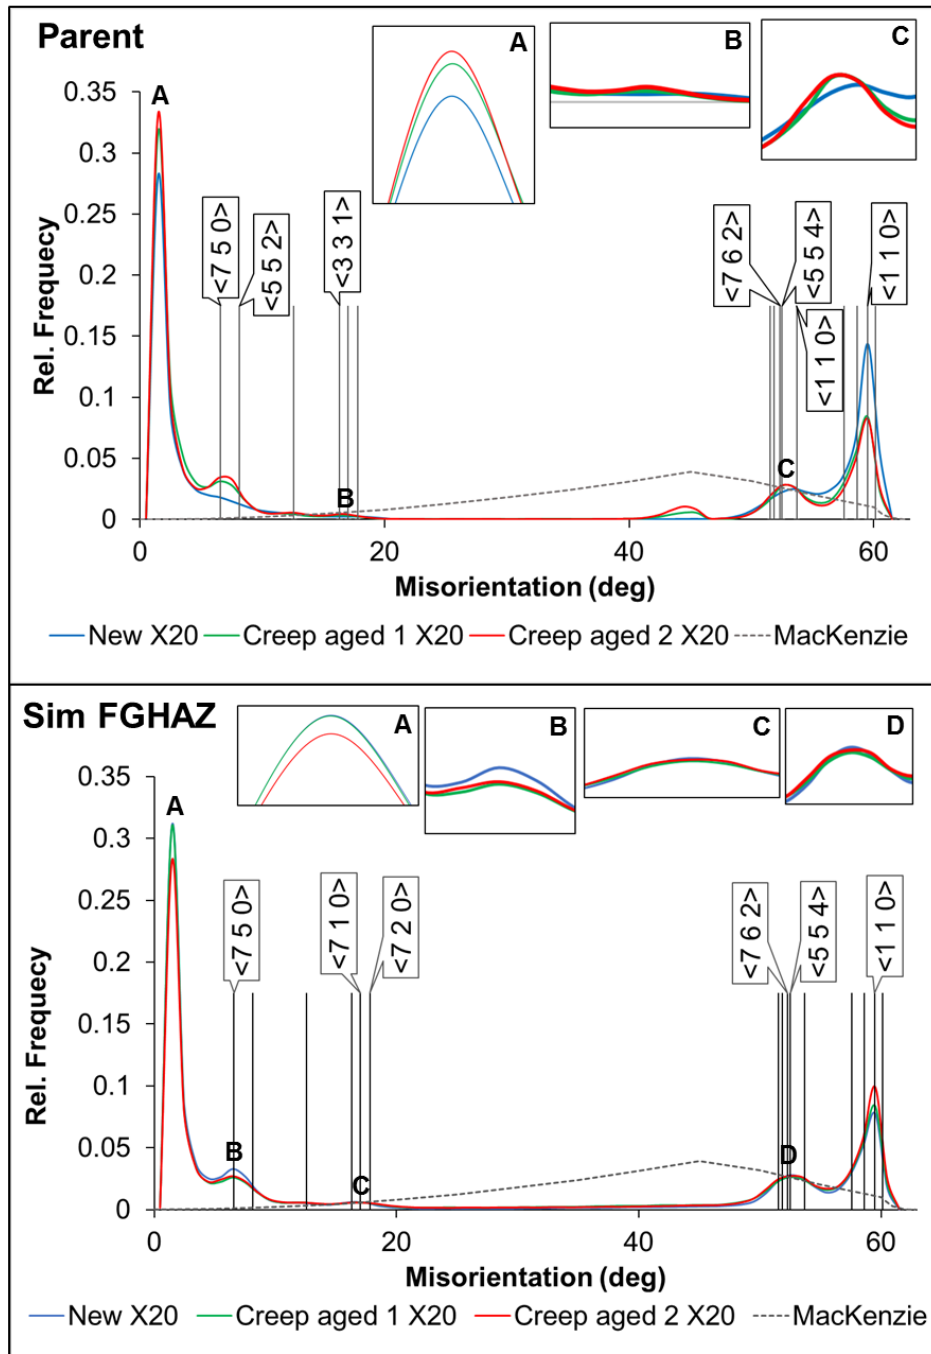 Parent
A
B
C
0.35
0.3
0.25
0.2
0.15
0.1
0.05
0
Rel. Frequecy
A
<7 5 0>
<5 5 2>
<3 3 1>
<7 6 2>
<5 5 4>
<1 1 0>
<1 1 0>
B
C
0
20
40
60
Misorientation (deg)
New X20 Creep aged 1 X20 Creep aged 2 X20 MacKenzie
Sim FGHAZ
A
B
C
D
0.35
0.3
0.25
0.2
0.15
0.1
0.05
0
Rel. Frequecy
A
<7 5 0>
<7 1 0>
<7 2 0>
<7 6 2>
<5 5 4>
<1 1 0>
B
C
D
0
20
40
60
Misorientation (deg)
New X20 Creep aged 1 X20 Creep aged 2 X20 MacKenzie